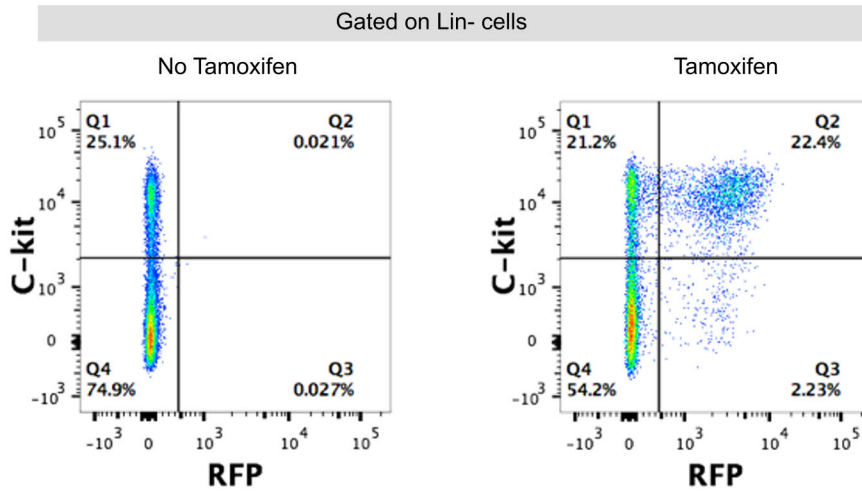 Gated on Lin- cells
No Tamoxifen
Tamoxifen
Q1
25.1%
Q2
0.021%
10^5
10^4
10^3
0
-10^3
C-kit
Q4
74.9%
Q3
0.027%
-10^3 0 10^3 10^4 10^5
RFP
Q1
21.2%
Q2
22.4%
10^5
10^4
10^3
0
-10^3
C-kit
Q4
54.2%
Q3
2.23%
-10^3 0 10^3 10^4 10^5
RFP